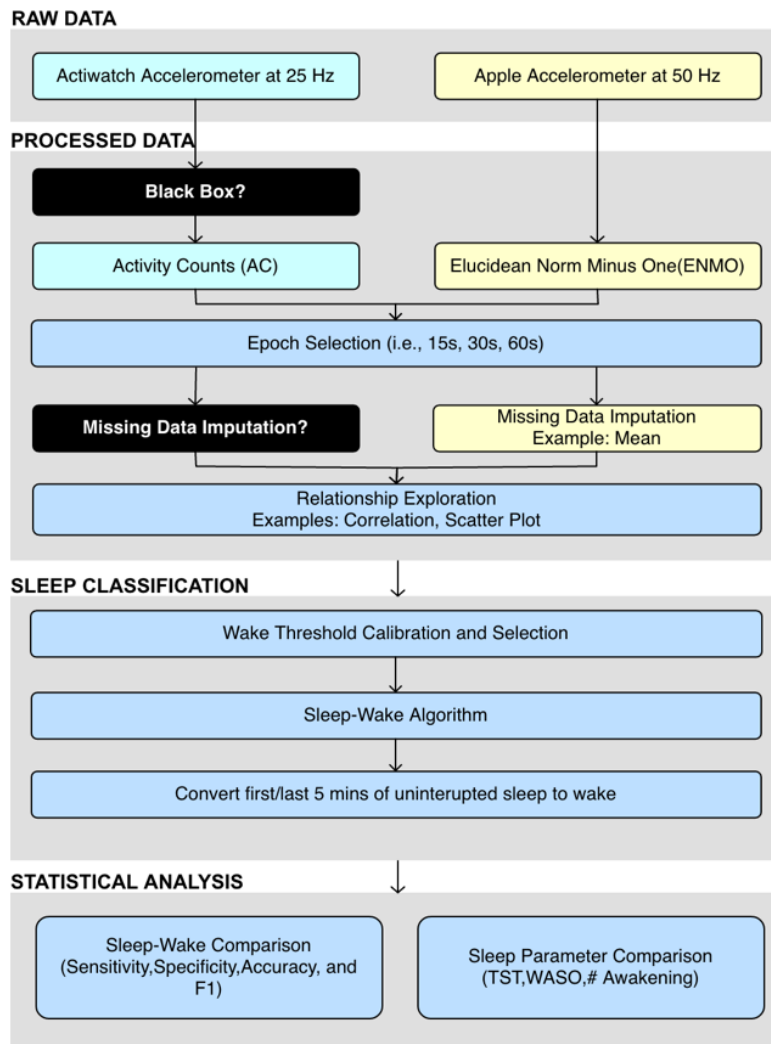 RAW DATA
Actiwatch Accelerometer at 25 Hz
Apple Accelerometer at 50 Hz
PROCESSED DATA
Black Box?
Activity Counts (AC)
Elucidean Norm Minus One(ENMO)
Epoch Selection (i.e., 15s, 30s, 60s)
Missing Data Imputation?
Missing Data Imputation
Example: Mean
Relationship Exploration
Examples: Correlation, Scatter Plot
SLEEP CLASSIFICATION
Wake Threshold Calibration and Selection
Sleep-Wake Algorithm
Convert first/last 5 mins of uninterupted sleep to wake
STATISTICAL ANALYSIS
Sleep-Wake Comparison
(Sensitivity,Specificity,Accuracy, and
F1)
Sleep Parameter Comparison
(TST,WASO,# Awakening)